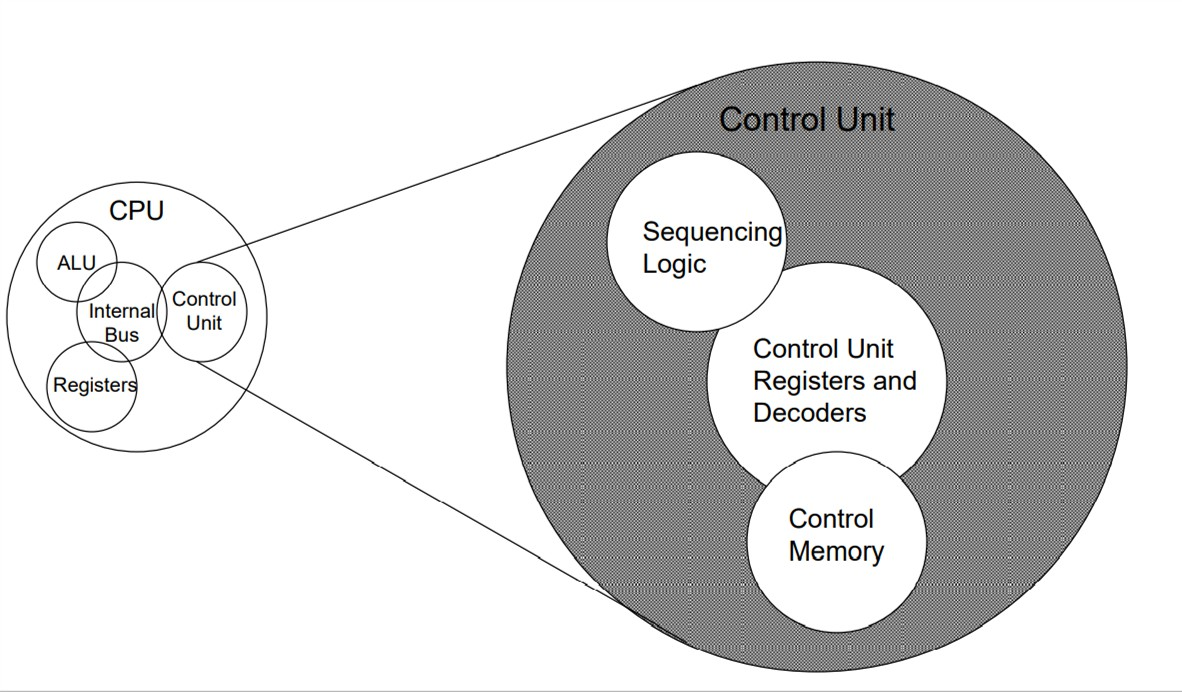 CPU
ALU
Internal
Bus
Control
Unit
Registers
Control Unit
Sequencing
Logic
Control Unit
Registers and
Decoders
Control
Memory